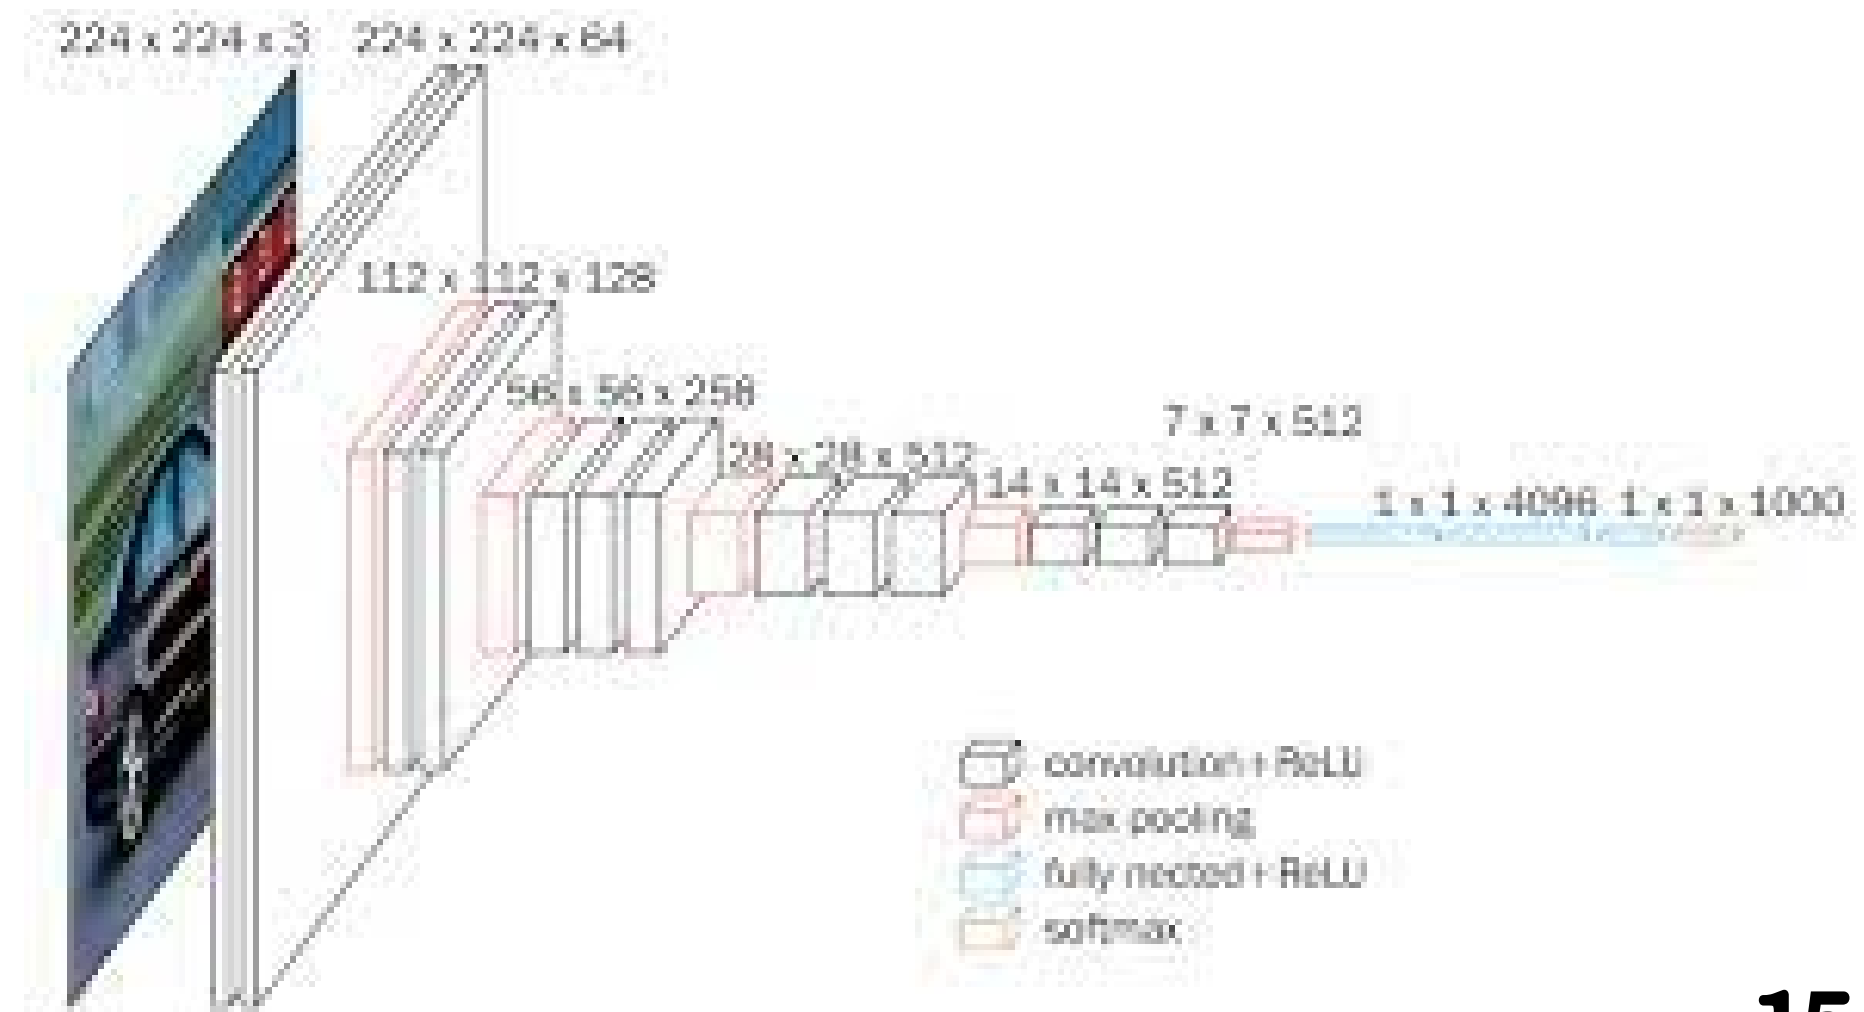 224 x 224 x 3
224 x 224 x 64
112 x 112 x 128
56 x 56 x 256
28 x 28 x 512
14 x 14 x 512
7 x 7 x 512
1 x 1 x 4096
1 x 1 x 1000
convolution+ReLU
max pooling
fully nected+ReLU
softmax
15